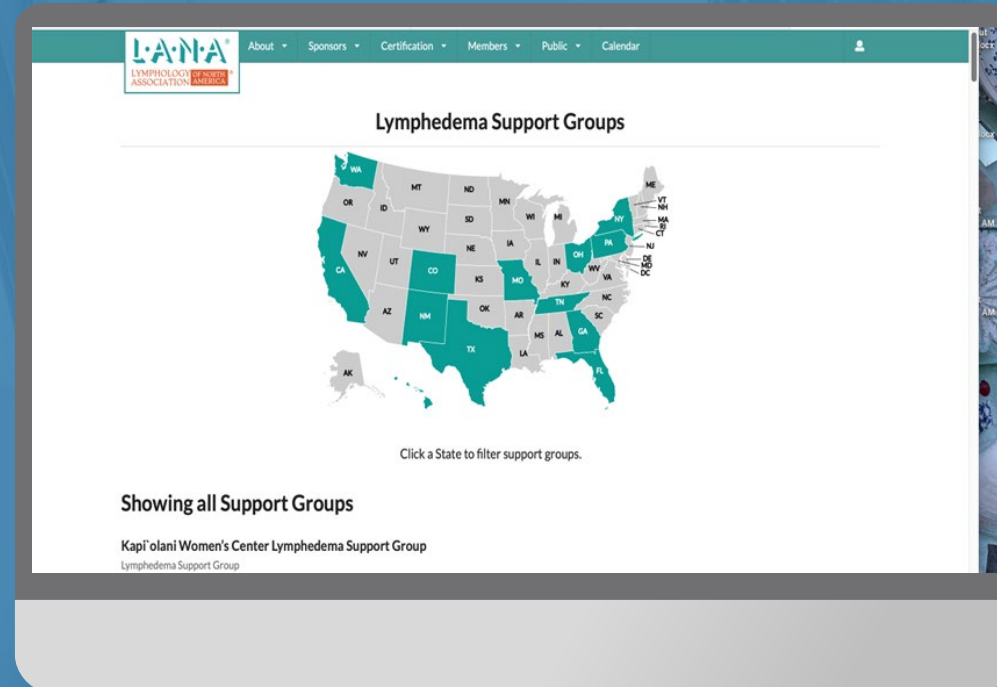 L·A·N·A®
LYMPHOLOGY OF NORTH
ASSOCIATION AMERICA
About Sponsors Certification Members Public Calendar
Lymphedema Support Groups
WA
MT
ND
MN
ME
VT
NH
OR
ID
SD
WI
MI
NY
MA
RI
CT
WY
IA
PA
NJ
NV
UT
NE
IL
IN
OH
DE
MD
DC
CA
CO
KS
MO
KY
WV
VA
AZ
NM
OK
AR
TN
NC
SC
MS
AL
GA
TX
LA
FL
AK
Click a State to filter support groups.
Showing all Support Groups
Kapi`olani Women's Center Lymphedema Support Group
Lymphedema Support Group
AM
AM